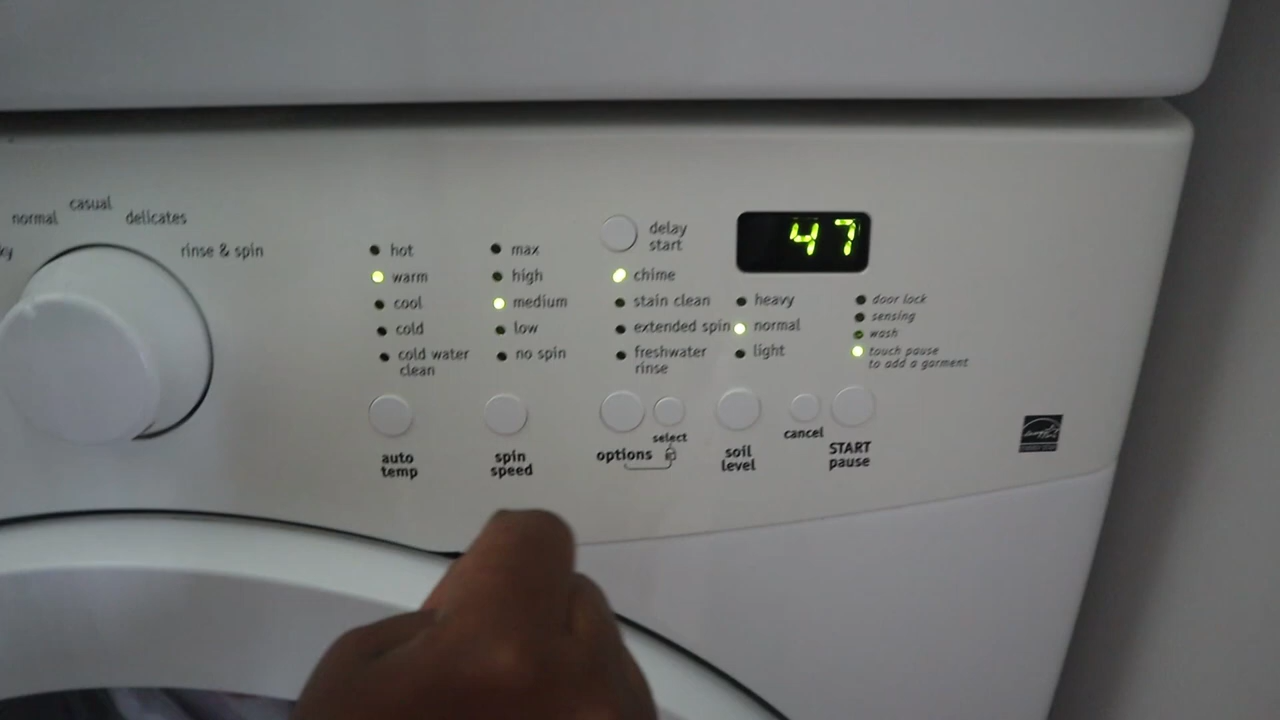 casual
normal
delicates
ky
rinse & spin
hot
warm
cool
cold
cold water
clean
auto
temp
max
high
medium
low
no spin
spin
speed
delay
start
chime
stain clean
extended spin
freshwater
rinse
select
options
47
heavy
normal
light
soil
level
door lock
sensing
wash
touch pause
to add a garment
cancel
START
pause